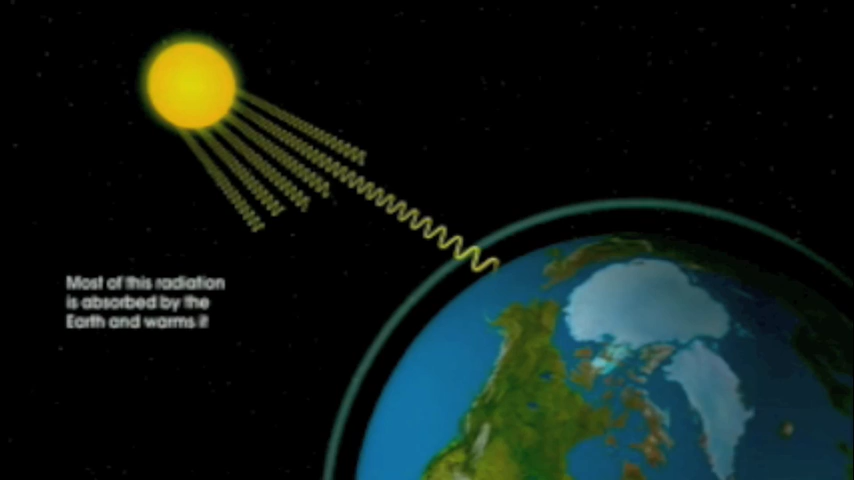 Most of this radiation
is absorbed by the
Earth and warms it